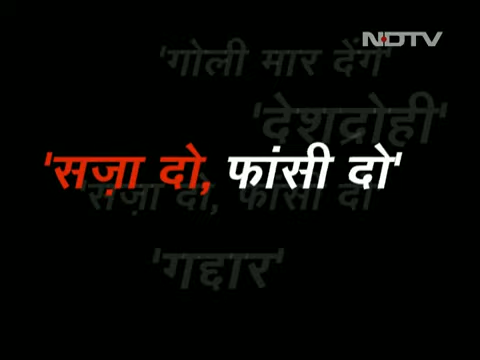 NDTV
'गोली मार देंगे'
'देशद्रोही'
'सज़ा दो, फांसी दो'
'सज़ा दो, फांसी दो'
'गद्दार'